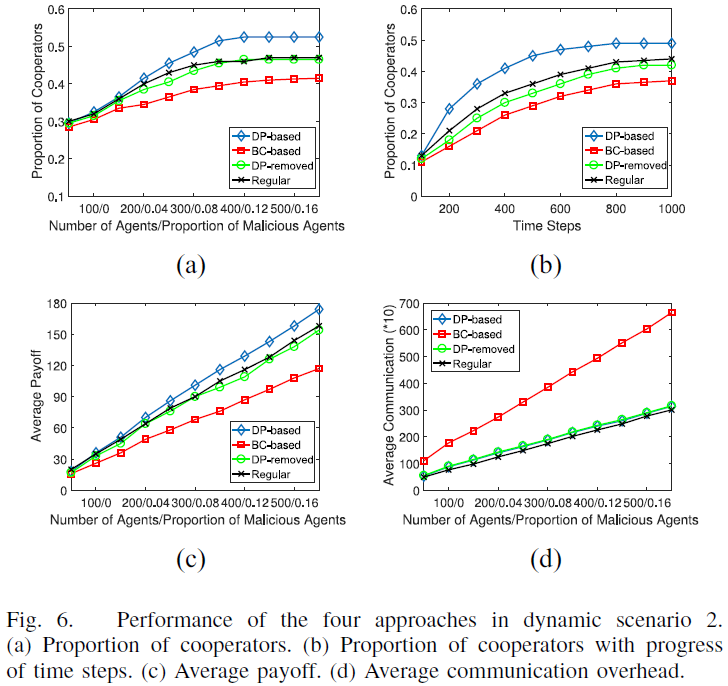 0.6
0.5
0.4
0.3
0.2
0.1
Proportion of Cooperators
DP-based
BC-based
DP-removed
Regular
100/0 200/0.04 300/0.08 400/0.12 500/0.16
Number of Agents/Proportion of Malicious Agents
(a)
0.6
0.5
0.4
0.3
0.2
0.1
0
Proportion of Cooperators
DP-based
BC-based
DP-removed
Regular
200 400 600 800 1000
Time Steps
(b)
180
150
120
90
60
30
0
Average Payoff
DP-based
BC-based
DP-removed
Regular
100/0 200/0.04 300/0.08 400/0.12 500/0.16
Number of Agents/Proportion of Malicious Agents
(c)
700
600
500
400
300
200
100
0
Average Communication (*10)
DP-based
BC-based
DP-removed
Regular
100/0 200/0.04 300/0.08 400/0.12 500/0.16
Number of Agents/Proportion of Malicious Agents
(d)
Fig. 6. Performance of the four approaches in dynamic scenario 2.
(a) Proportion of cooperators. (b) Proportion of cooperators with progress
of time steps. (c) Average payoff. (d) Average communication overhead.